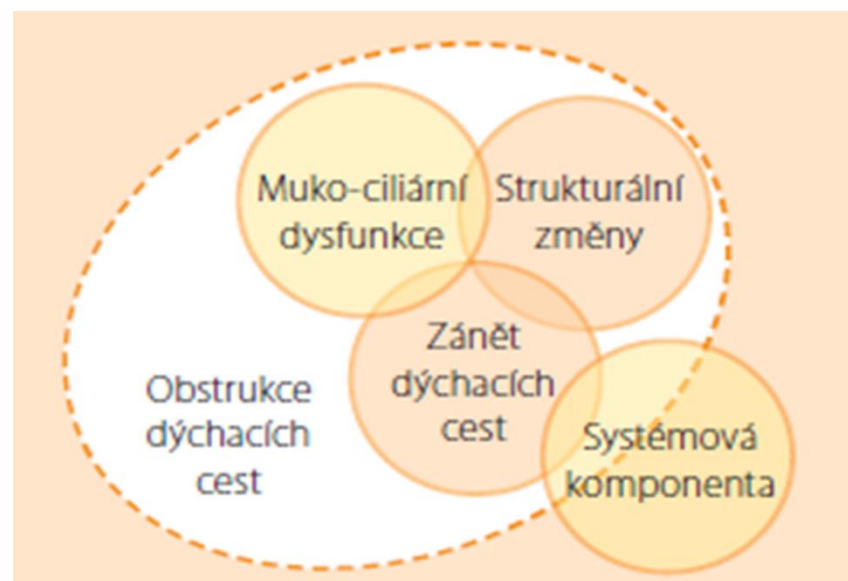 Muko-ciliární
dysfunkce
Strukturální
změny
Zánět
dýchacích
cest
Obstrukce
dýchacích
cest
Systémová
komponenta